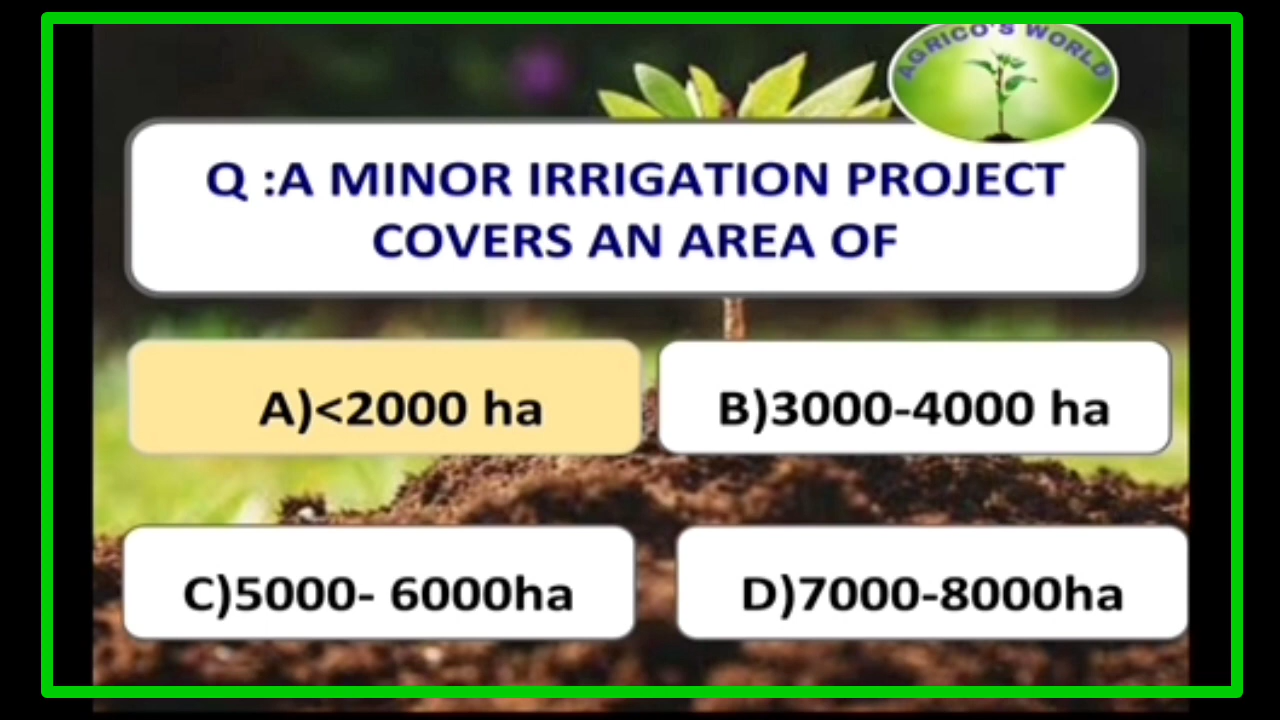 AGRICO'S WORLD
Q :A MINOR IRRIGATION PROJECT
COVERS AN AREA OF
A)<2000 ha
B)3000-4000 ha
C)5000- 6000ha
D)7000-8000ha